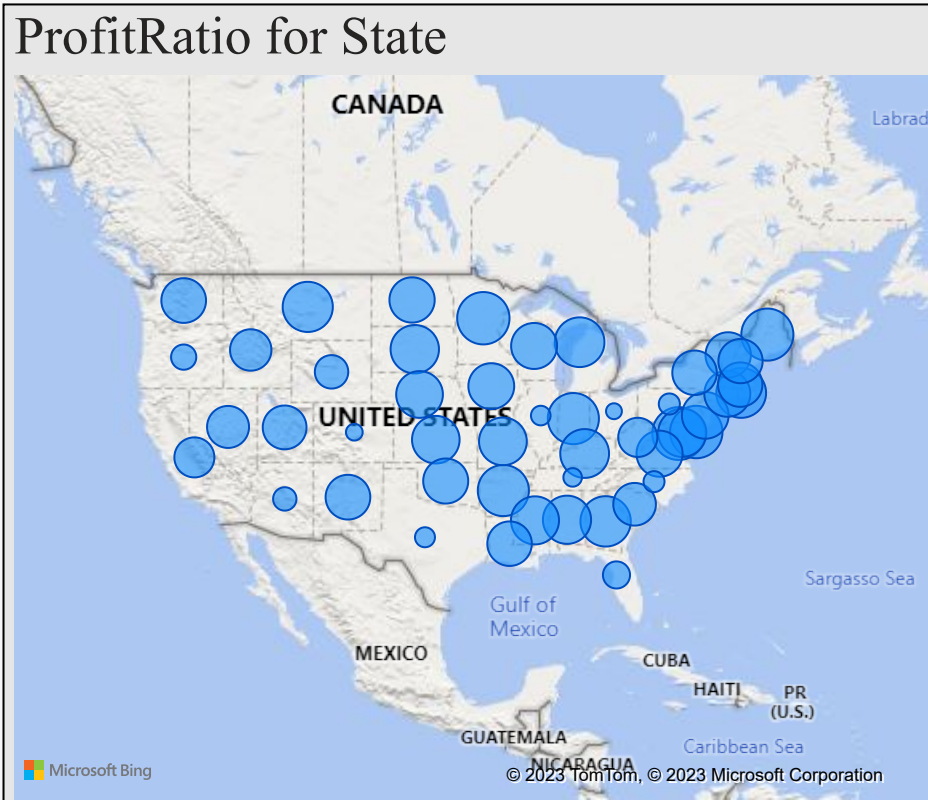 ProfitRatio for State
CANADA
Labrad
UNITED STATES
Sargasso Sea
Gulf of
Mexico
MEXICO
CUBA
HAITI
PR
(U.S.)
GUATEMALA
Caribbean Sea
NICARAGUA
Microsoft Bing
© 2023 TomTom, © 2023 Microsoft Corporation